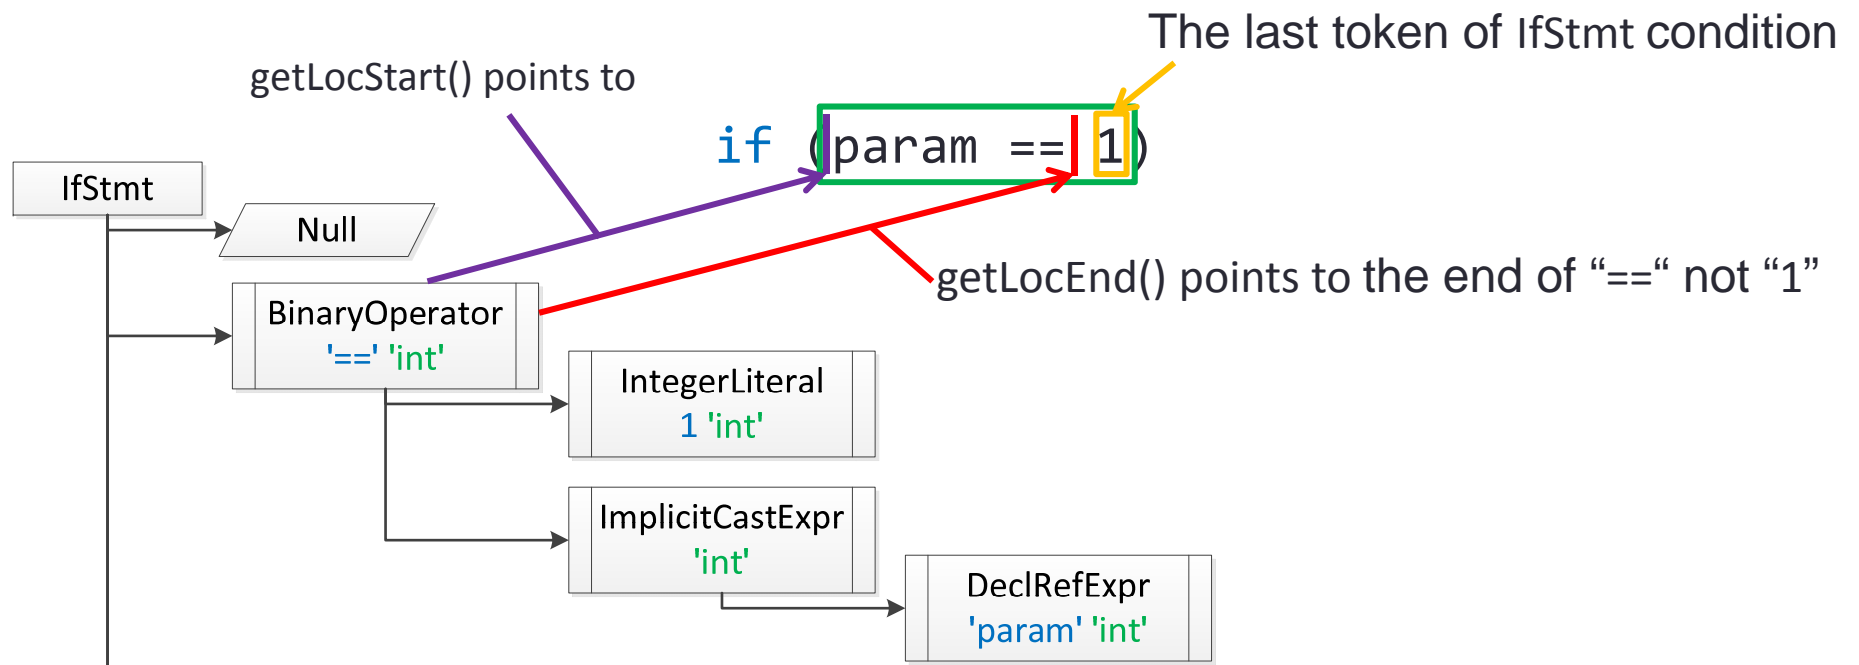 The last token of IfStmt condition
getLocStart() points to
if (param == 1)
IfStmt
Null
getLocEnd() points to the end of “==“ not “1”
BinaryOperator
'==' 'int'
IntegerLiteral
1 'int'
ImplicitCastExpr
'int'
DeclRefExpr
'param' 'int'